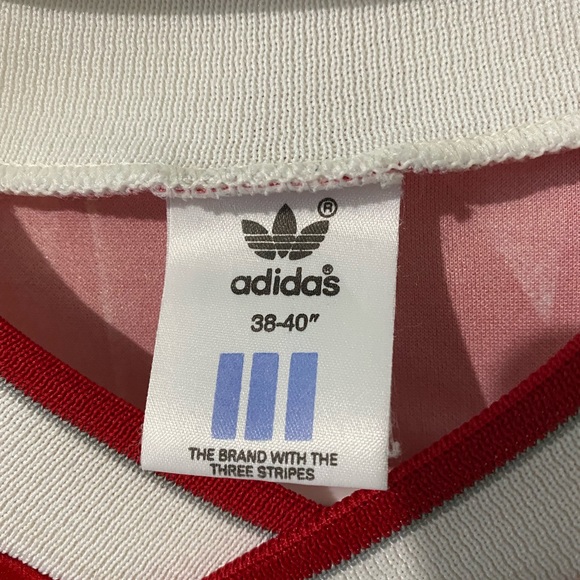 ®
adidas®
38-40"
THE BRAND WITH THE
THREE STRIPES